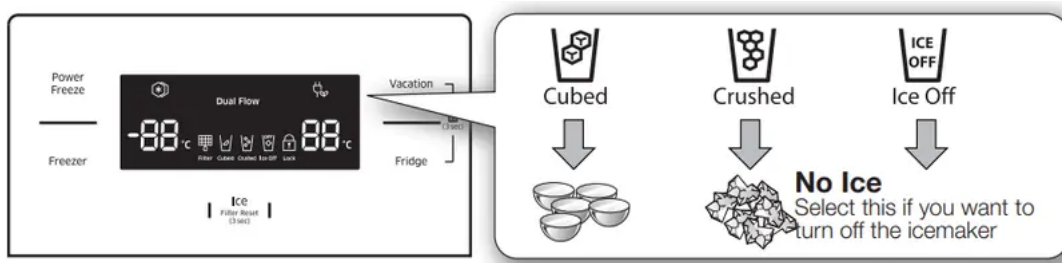 Power
Freeze
Freezer
Dual Flow
-88 °C
Filter Cubed Crushed Ice Off Lock
88 °C
Vacation
(3 sec)
Fridge
Ice
Filter Reset
(3 sec)
ICE
OFF
Cubed
Crushed
Ice Off
No Ice
Select this if you want to
turn off the icemaker